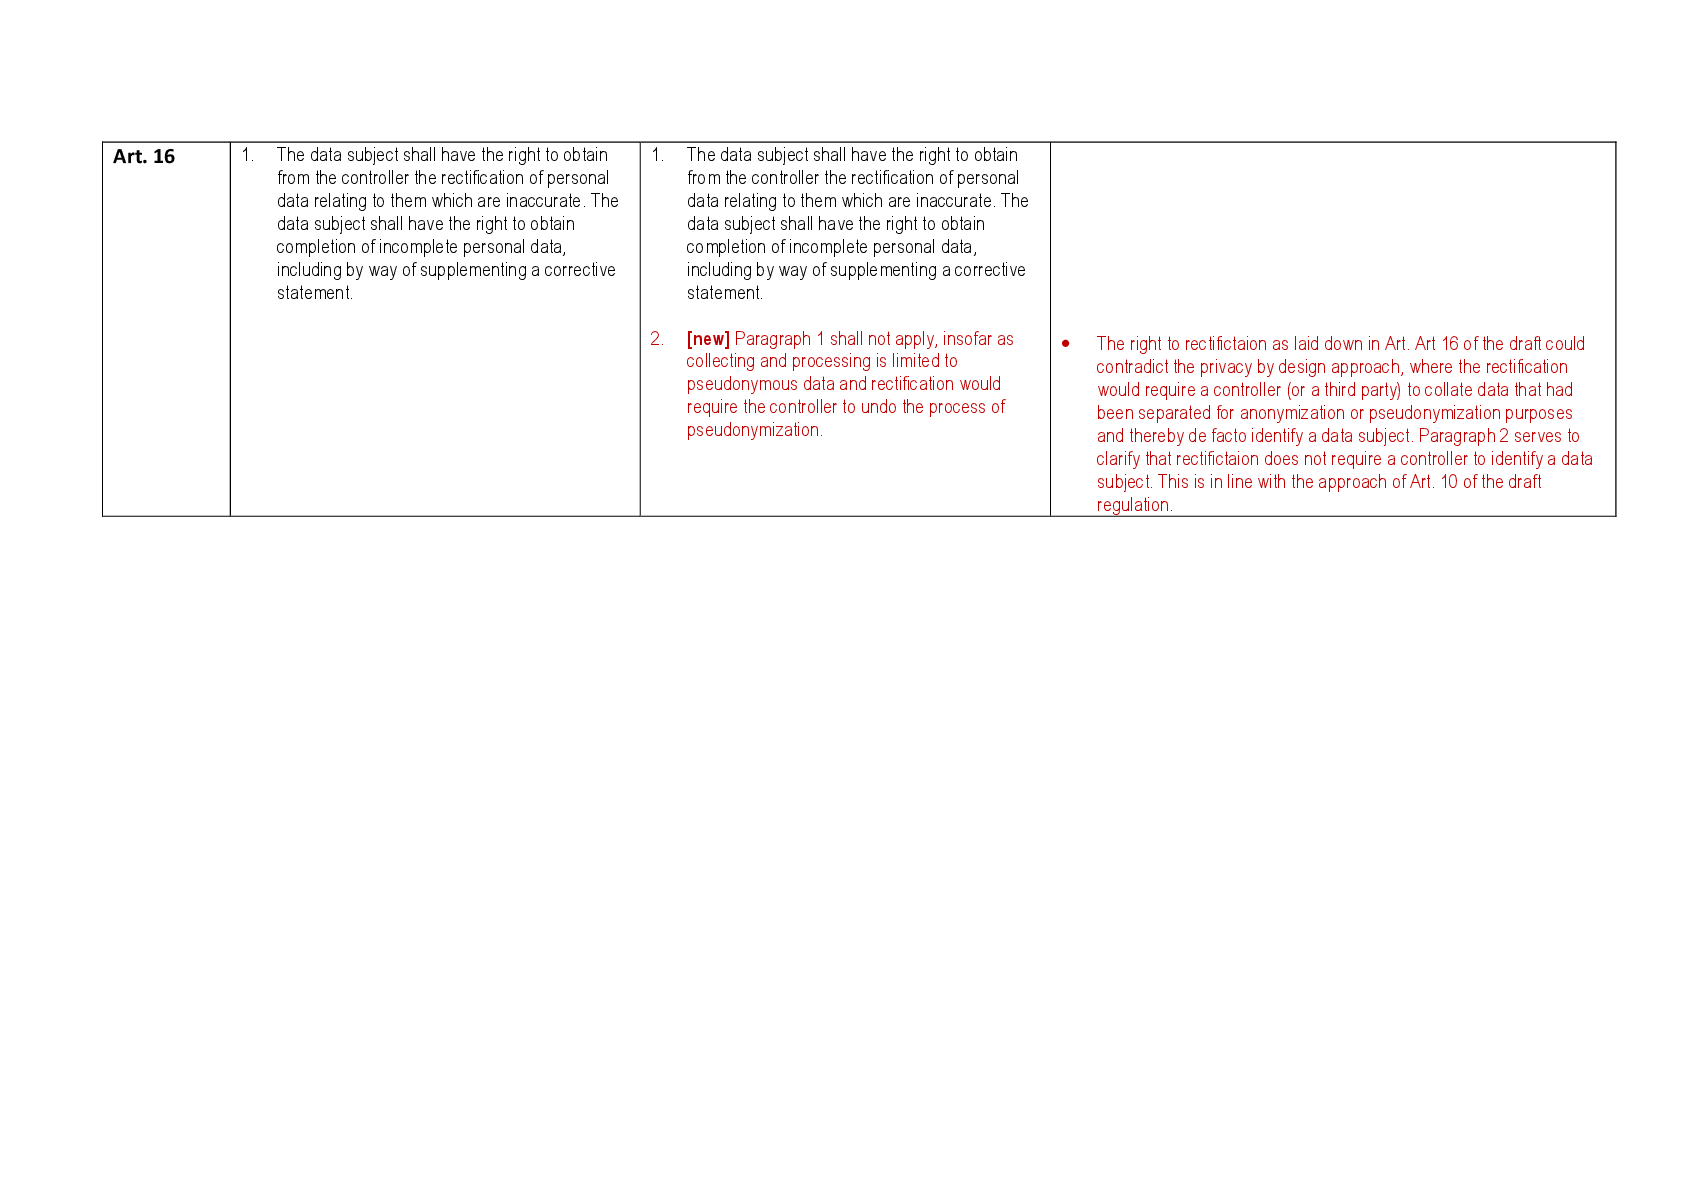 Art. 16
1. The data subject shall have the right to obtain
from the controller the rectification of personal
data relating to them which are inaccurate. The
data subject shall have the right to obtain
completion of incomplete personal data,
including by way of supplementing a corrective
statement.
1. The data subject shall have the right to obtain
from the controller the rectification of personal
data relating to them which are inaccurate. The
data subject shall have the right to obtain
completion of incomplete personal data,
including by way of supplementing a corrective
statement.
2. [new] Paragraph 1 shall not apply, insofar as
collecting and processing is limited to
pseudonymous data and rectification would
require the controller to undo the process of
pseudonymization.
• The right to rectifictaion as laid down in Art. Art 16 of the draft could
contradict the privacy by design approach, where the rectification
would require a controller (or a third party) to collate data that had
been separated for anonymization or pseudonymization purposes
and thereby de facto identify a data subject. Paragraph 2 serves to
clarify that rectifictaion does not require a controller to identify a data
subject. This is in line with the approach of Art. 10 of the draft
regulation.